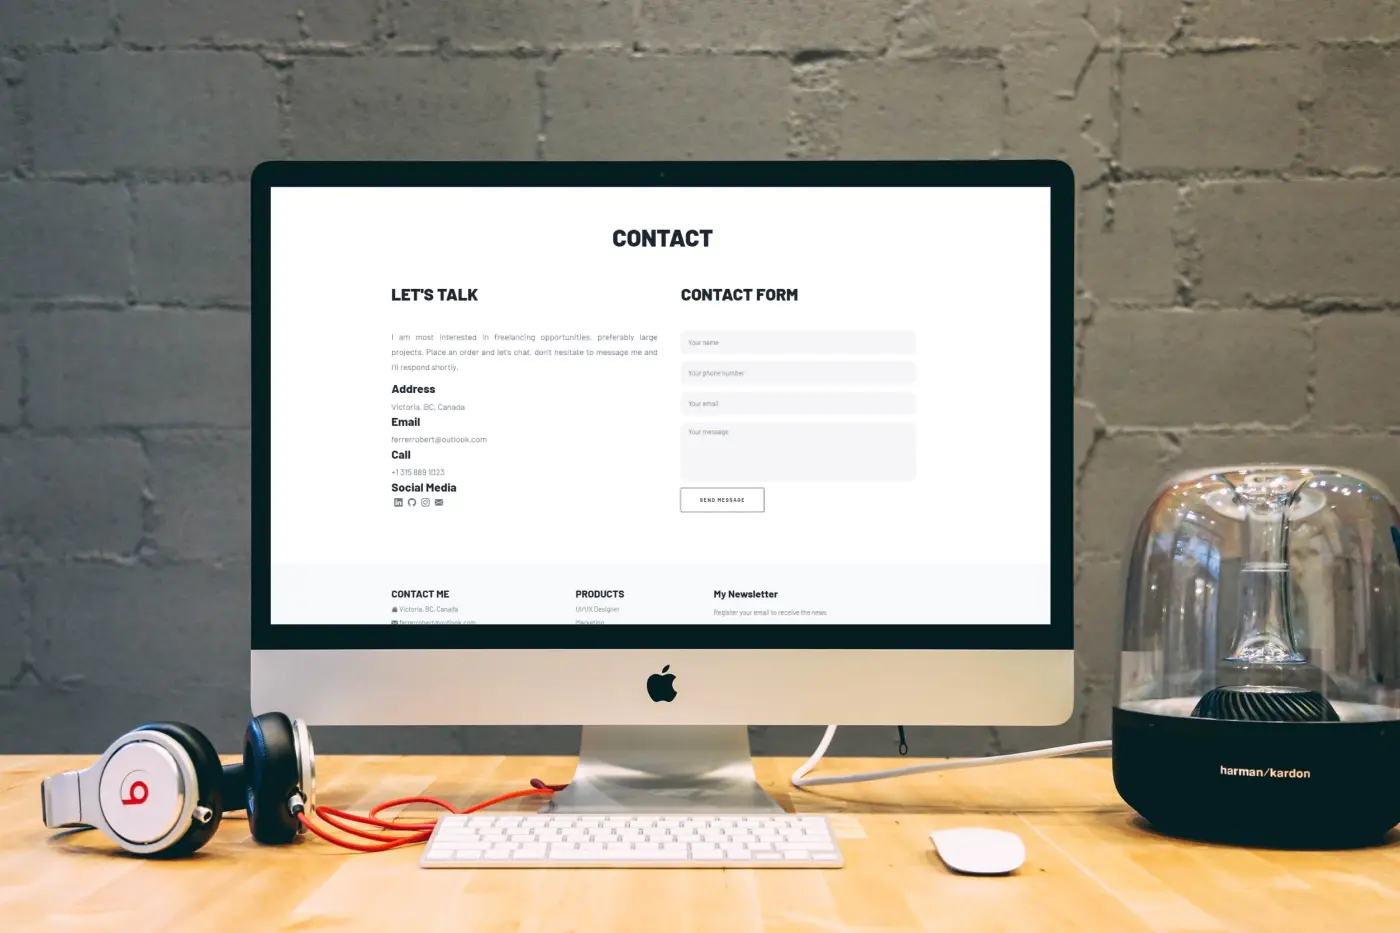 CONTACT
LET'S TALK
I am most interested in freelancing opportunities, preferably large
projects. Place an order and let's chat, don't hesitate to message me and
I'll respond shortly.
Address
Victoria, BC, Canada
Email
ferrerrobert@outlook.com
Call
+1 315 889 1023
Social Media
CONTACT FORM
Your name
Your phone number
Your email
Your message
SEND MESSAGE
CONTACT ME
Victoria, BC, Canada
ferrerrobert@outlook.com
PRODUCTS
UI/UX Designer
Marketing
My Newsletter
Register your email to receive the news
harman/kardon